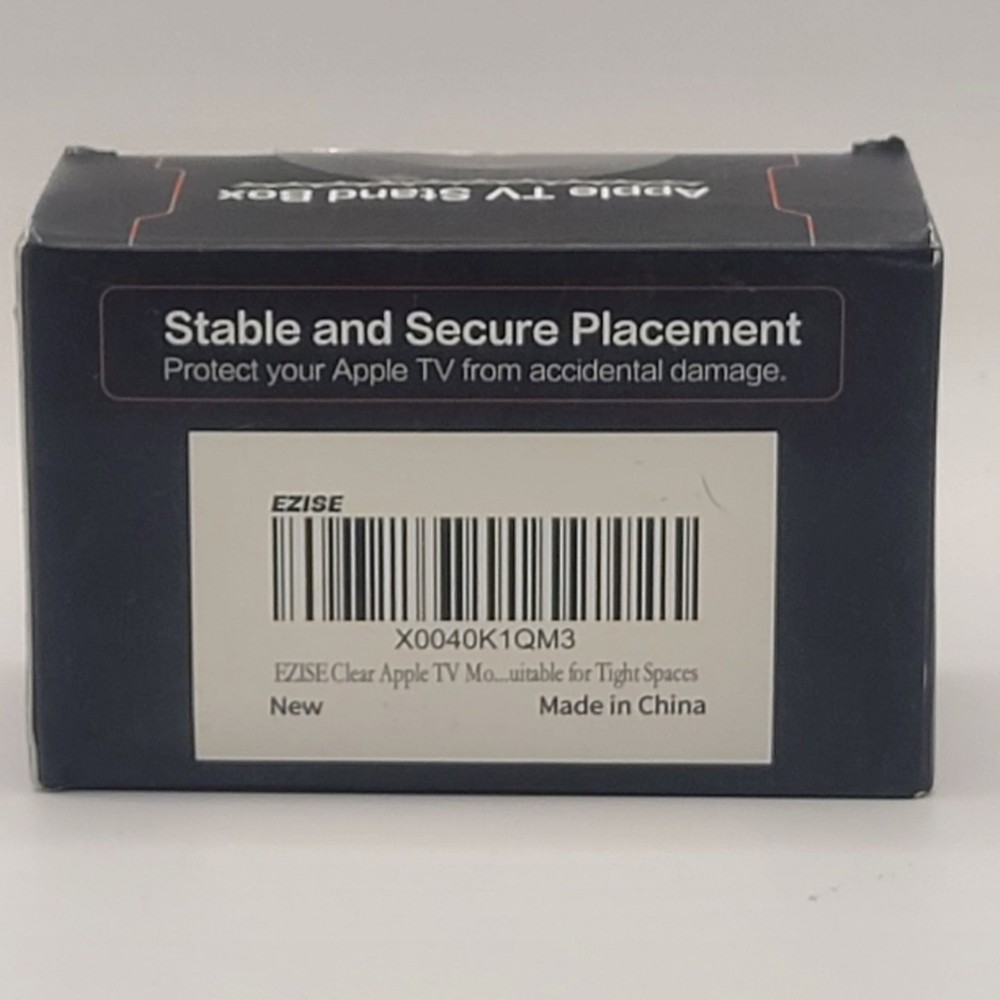 Apple TV Stand Box
Stable and Secure Placement
Protect your Apple TV from accidental damage.
EZISE
X0040K1QM3
EZISE Clear Apple TV Mo...uitable for Tight Spaces
New
Made in China